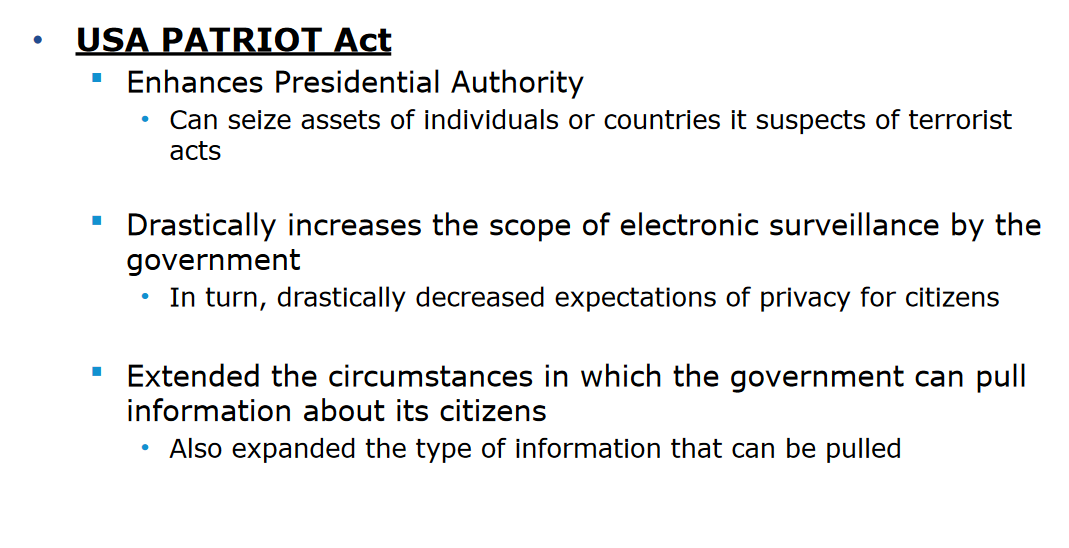 • USA PATRIOT Act
▪ Enhances Presidential Authority
• Can seize assets of individuals or countries it suspects of terrorist
acts
▪ Drastically increases the scope of electronic surveillance by the
government
• In turn, drastically decreased expectations of privacy for citizens
▪ Extended the circumstances in which the government can pull
information about its citizens
• Also expanded the type of information that can be pulled